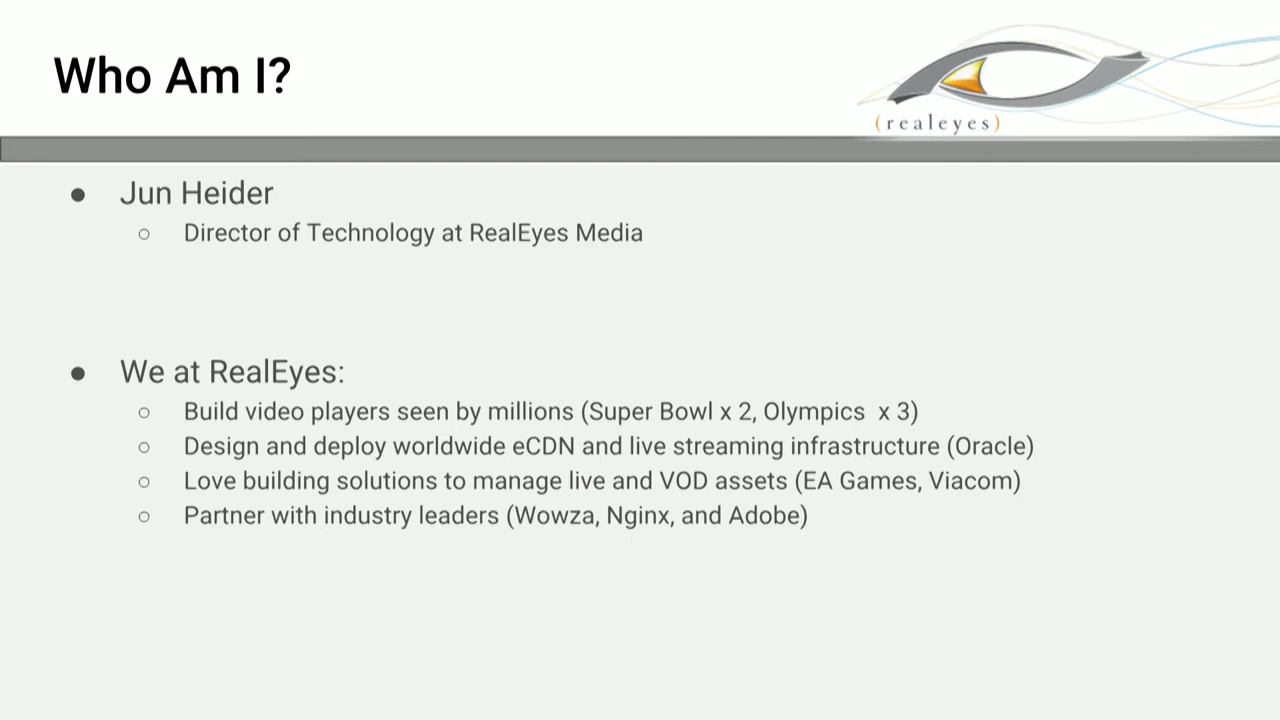 Who Am I?
(realeyes)
● Jun Heider
○ Director of Technology at RealEyes Media
● We at RealEyes:
○ Build video players seen by millions (Super Bowl x 2, Olympics  x 3)
○ Design and deploy worldwide eCDN and live streaming infrastructure (Oracle)
○ Love building solutions to manage live and VOD assets (EA Games, Viacom)
○ Partner with industry leaders (Wowza, Nginx, and Adobe)